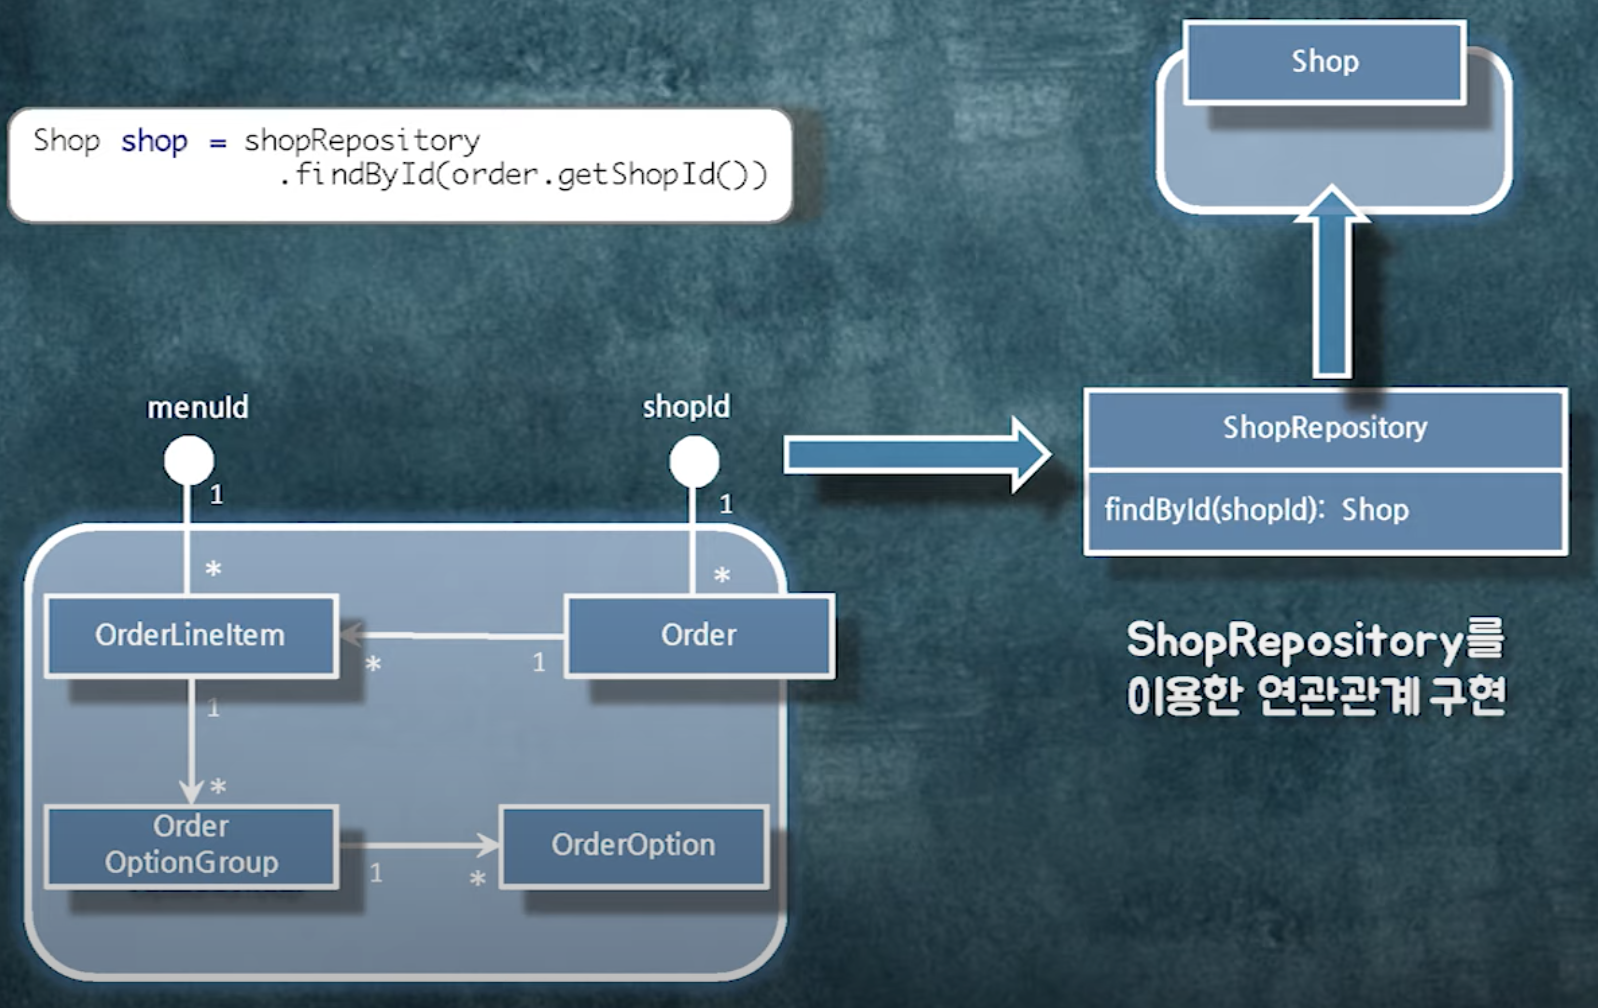 Shop
Shop shop = shopRepository
.findById(order.getShopId())
menuId
shopId
1
1
ShopRepository
findById(shopId): Shop
*
*
OrderLineItem
Order
*
1
1
*
Order
OptionGroup
OrderOption
1
*
ShopRepository를
이용한 연관관계 구현